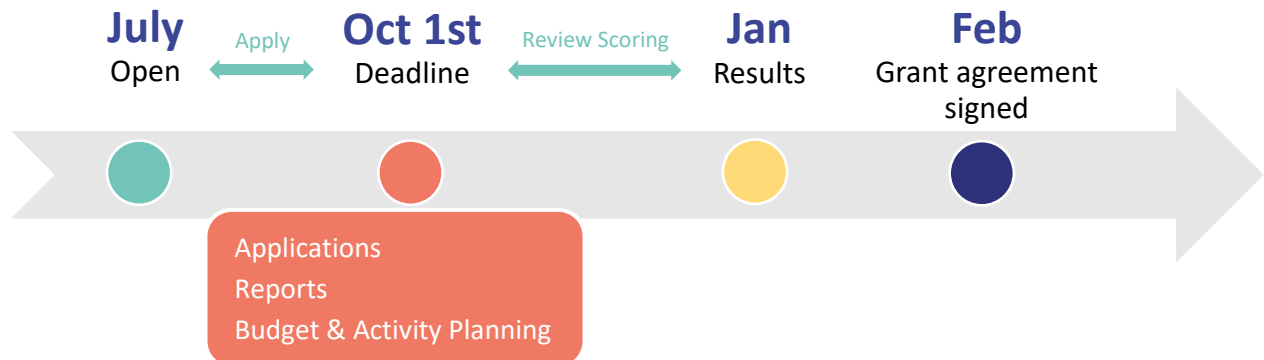 July
Open
Apply
Oct 1st
Deadline
Review Scoring
Jan
Results
Feb
Grant agreement
signed
Applications
Reports
Budget & Activity Planning